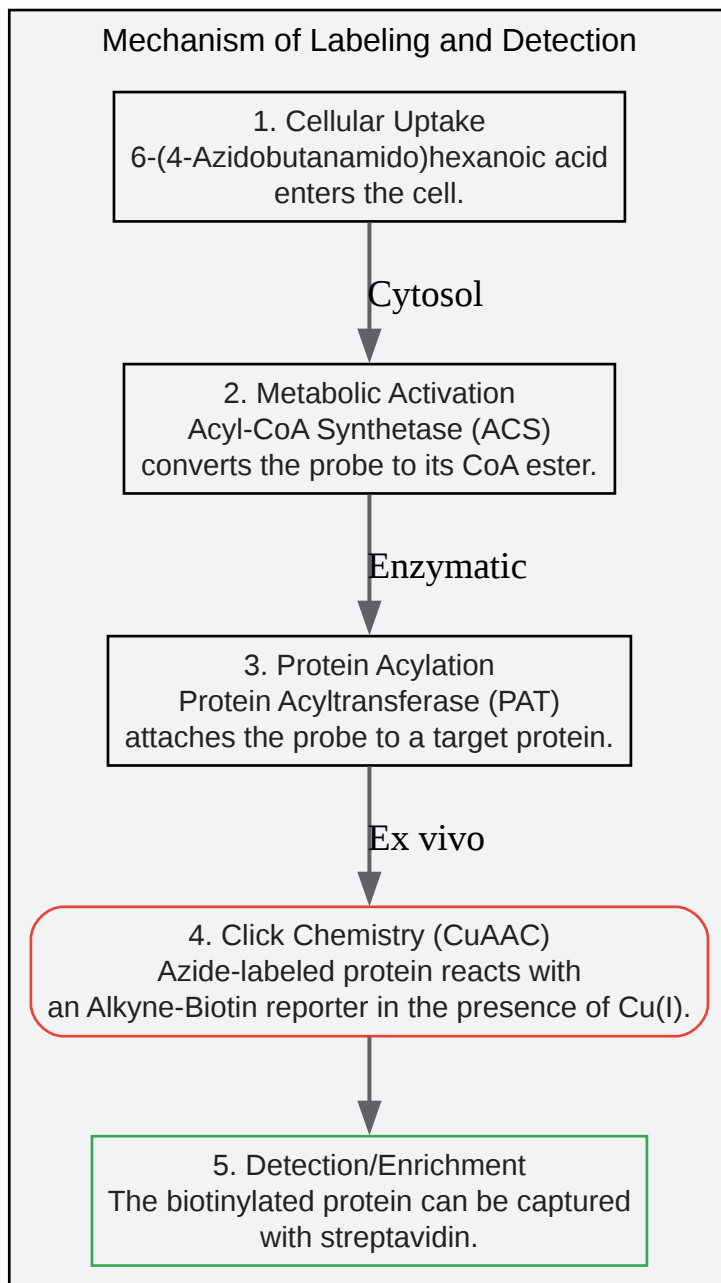 Mechanism of Labeling and Detection
1. Cellular Uptake
6-(4-Azidobutanamido)hexanoic acid
enters the cell.
Cytosol
2. Metabolic Activation
Acyl-CoA Synthetase (ACS)
converts the probe to its CoA ester.
Enzymatic
3. Protein Acylation
Protein Acyltransferase (PAT)
attaches the probe to a target protein.
Ex vivo
4. Click Chemistry (CuAAC)
Azide-labeled protein reacts with
an Alkyne-Biotin reporter in the presence of Cu(I).
5. Detection/Enrichment
The biotinylated protein can be captured
with streptavidin.